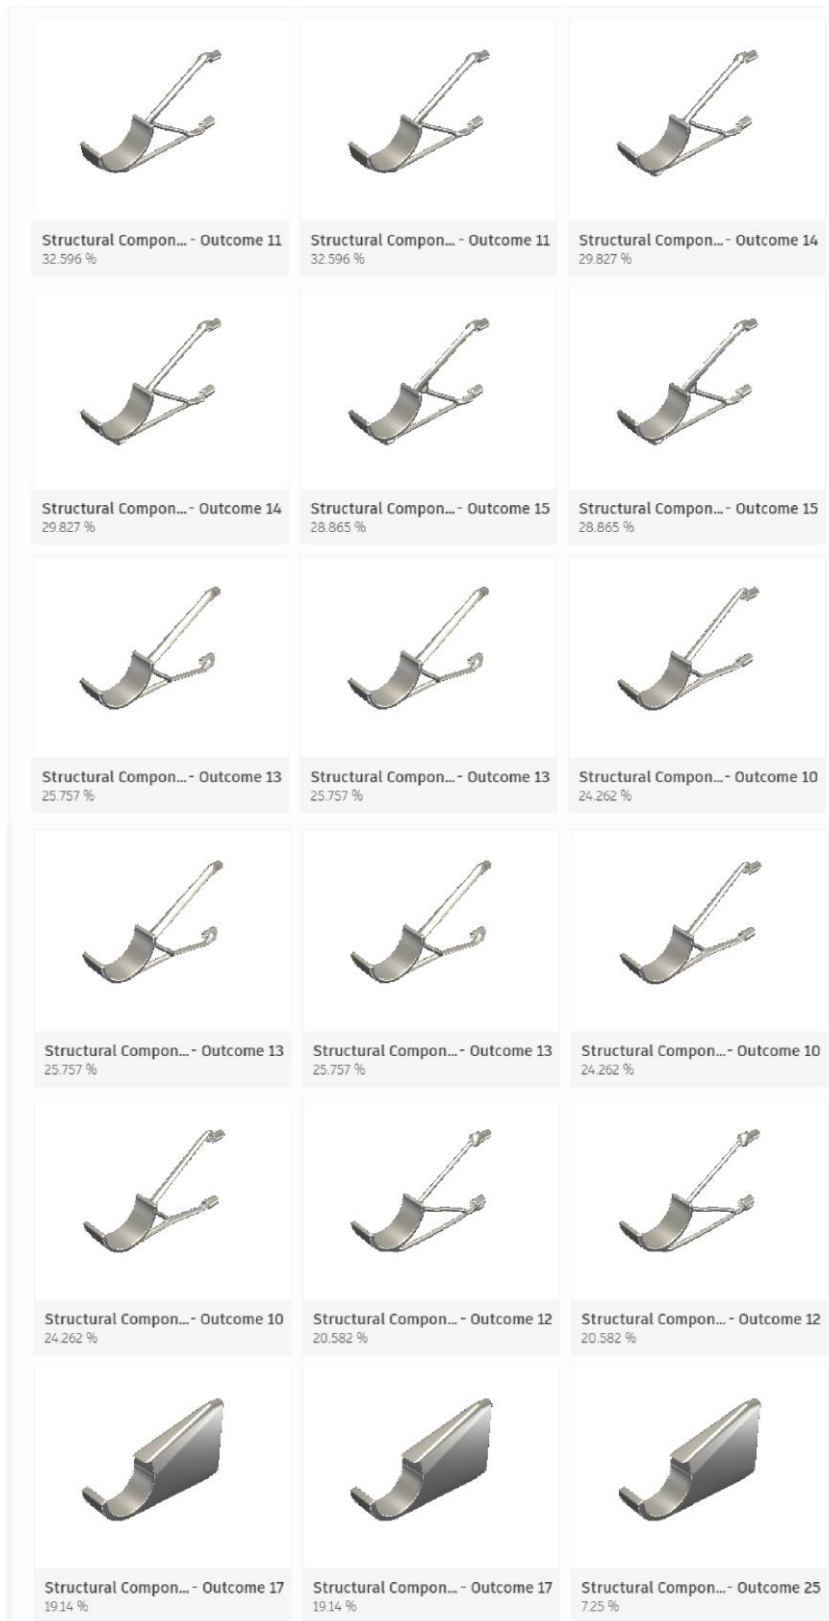 Structural Compon... - Outcome 11
32.596 %
Structural Compon... - Outcome 11
32.596 %
Structural Compon... - Outcome 14
29.827 %
Structural Compon... - Outcome 14
29.827 %
Structural Compon... - Outcome 15
28.865 %
Structural Compon... - Outcome 15
28.865 %
Structural Compon... - Outcome 13
25.757 %
Structural Compon... - Outcome 13
25.757 %
Structural Compon... - Outcome 10
24.262 %
Structural Compon... - Outcome 13
25.757 %
Structural Compon... - Outcome 13
25.757 %
Structural Compon... - Outcome 10
24.262 %
Structural Compon... - Outcome 10
24.262 %
Structural Compon... - Outcome 12
20.582 %
Structural Compon... - Outcome 12
20.582 %
Structural Compon... - Outcome 17
19.14 %
Structural Compon... - Outcome 17
19.14 %
Structural Compon... - Outcome 25
7.25 %